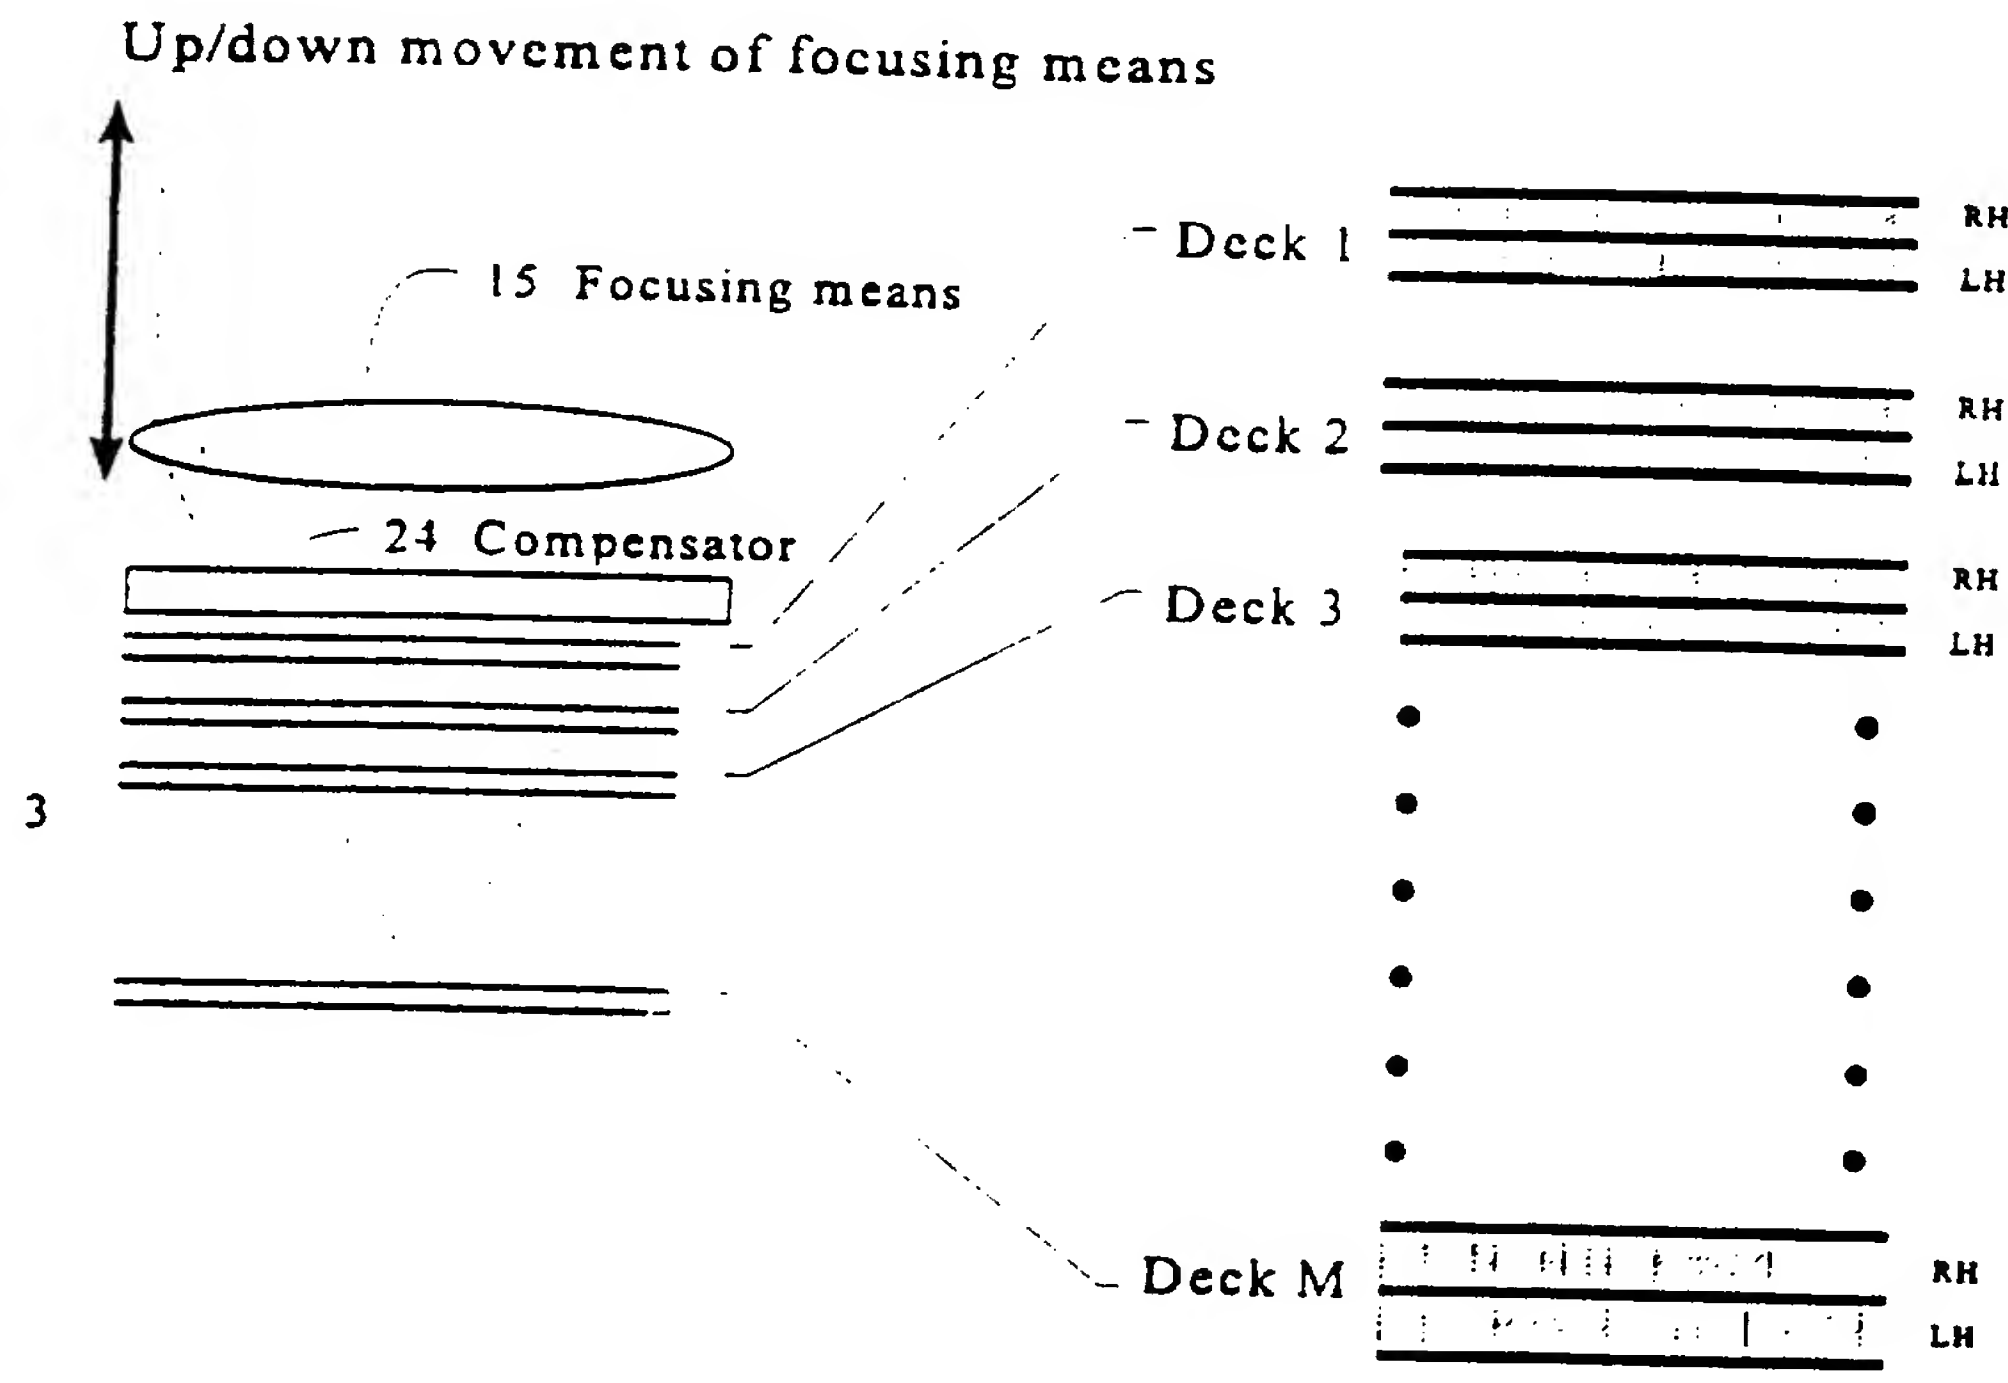 Up/down movement of focusing means
15 Focusing means
24 Compensator
3
Deck 1
RH
LH
Deck 2
RH
LH
Deck 3
RH
LH
Deck M
RH
LH